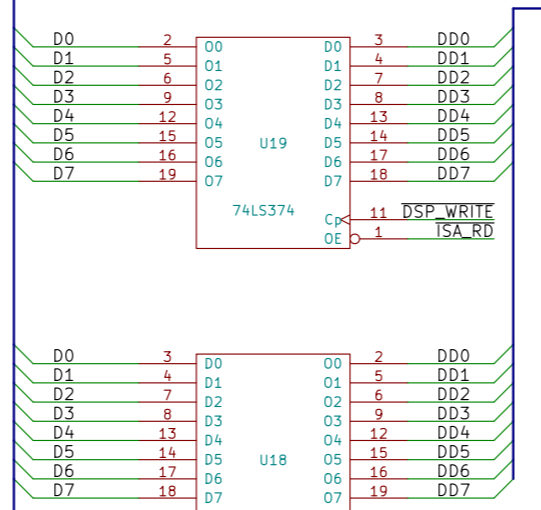 D0 2 O0 D0 3 DD0
D1 5 O1 D1 4 DD1
D2 6 O2 D2 7 DD2
D3 9 O3 D3 8 DD3
D4 12 O4 D4 13 DD4
D5 15 O5 U19 D5 14 DD5
D6 16 O6 D6 17 DD6
D7 19 O7 D7 18 DD7
74LS374 Cp 11 DSP_WRITE
OE 1 ISA_RD
D0 3 D0 O0 2 DD0
D1 4 D1 O1 5 DD1
D2 7 D2 O2 6 DD2
D3 8 D3 O3 9 DD3
D4 13 D4 O4 12 DD4
D5 14 D5 U18 O5 15 DD5
D6 17 D6 O6 16 DD6
D7 18 D7 O7 19 DD7